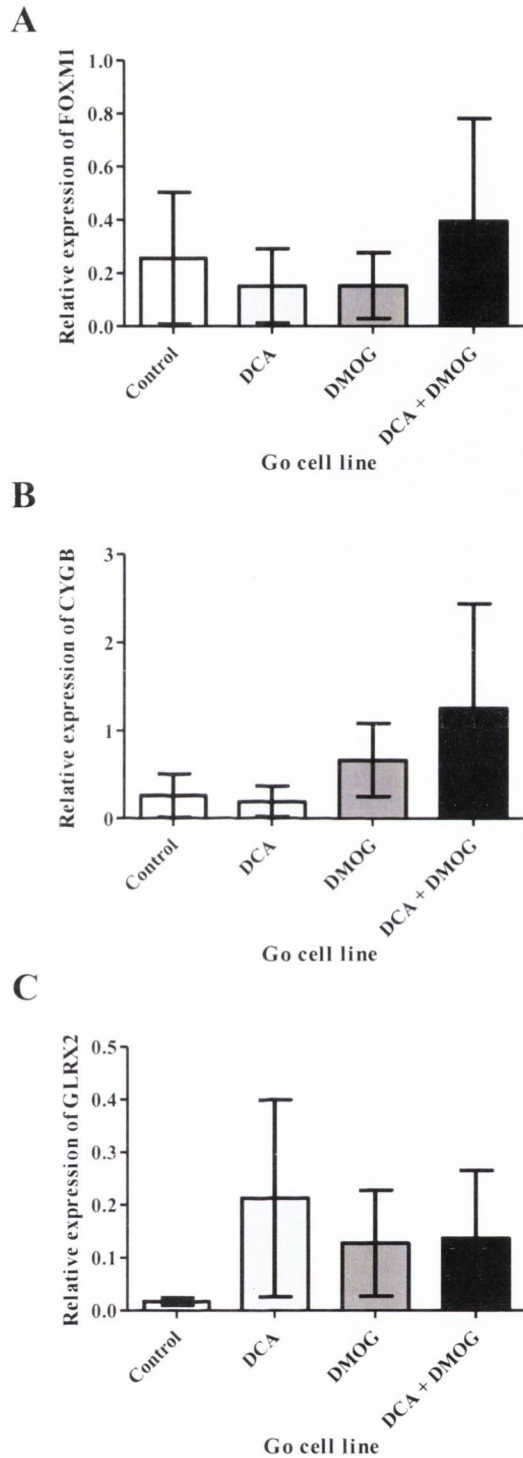 A
Relative expression of FOXM1
1.0
0.8
0.6
0.4
0.2
0.0
Control
DCA
DMOG
DCA + DMOG
Go cell line
B
Relative expression of CYGB
3
2
1
0
Control
DCA
DMOG
DCA + DMOG
Go cell line
C
Relative expression of GLRX2
0.5
0.4
0.3
0.2
0.1
0.0
Control
DCA
DMOG
DCA + DMOG
Go cell line